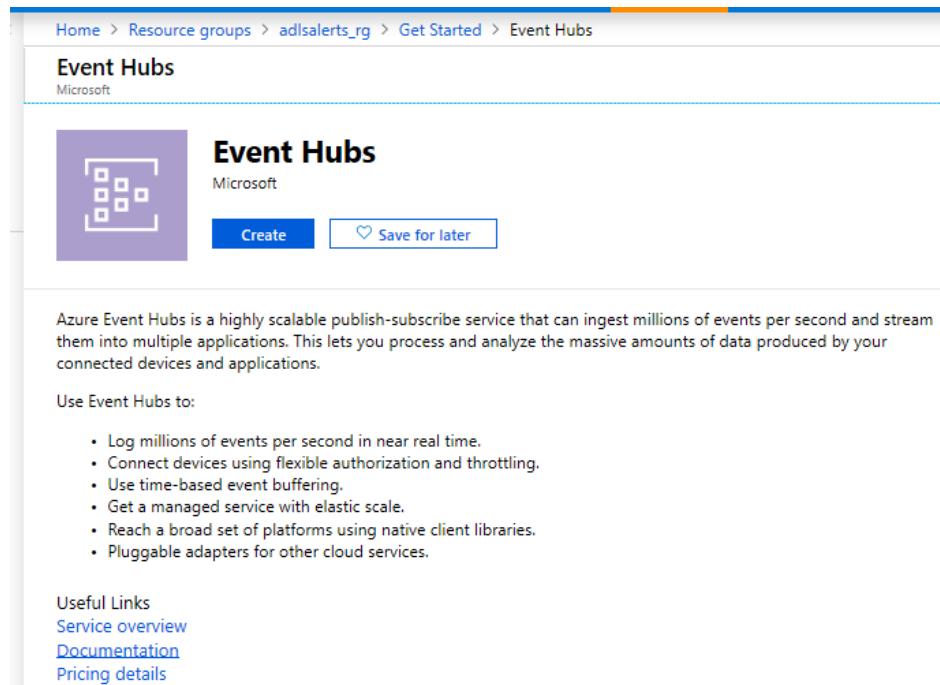 Home > Resource groups > adlsalerts_rg > Get Started > Event Hubs
Event Hubs
Microsoft
Event Hubs
Microsoft
Create
Save for later
Azure Event Hubs is a highly scalable publish-subscribe service that can ingest millions of events per second and stream
them into multiple applications. This lets you process and analyze the massive amounts of data produced by your
connected devices and applications.
Use Event Hubs to:
• Log millions of events per second in near real time.
• Connect devices using flexible authorization and throttling.
• Use time-based event buffering.
• Get a managed service with elastic scale.
• Reach a broad set of platforms using native client libraries.
• Pluggable adapters for other cloud services.
Useful Links
Service overview
Documentation
Pricing details